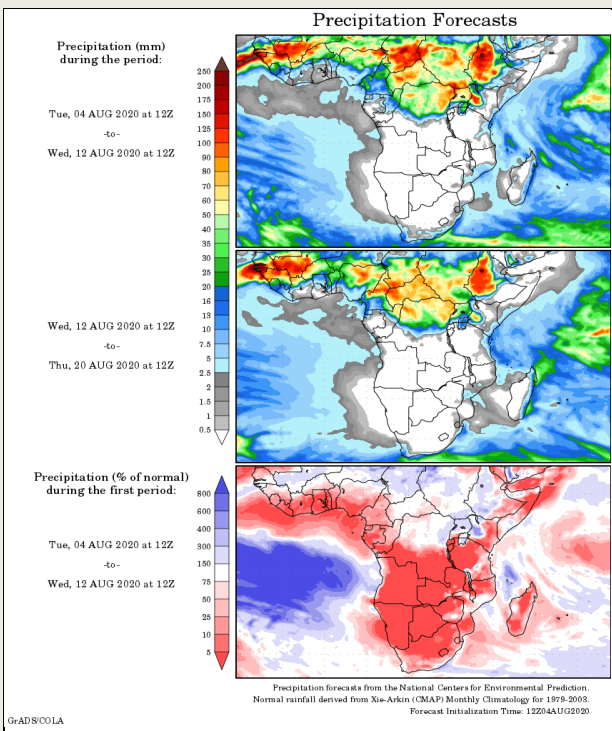 Precipitation Forecasts
Precipitation (mm)
during the period:
Tue, 04 AUG 2020 at 12Z
-to-
Wed, 12 AUG 2020 at 12Z
250
200
175
150
125
100
90
80
70
60
50
40
35
30
25
20
16
13
10
7.5
5
2.5
2
1.5
1
0.5
Wed, 12 AUG 2020 at 12Z
-to-
Thu, 20 AUG 2020 at 12Z
Precipitation (% of normal)
during the first period:
Tue, 04 AUG 2020 at 12Z
-to-
Wed, 12 AUG 2020 at 12Z
800
600
400
300
150
75
50
25
10
5
Precipitation forecasts from the National Centers for Environmental Prediction.
Normal rainfall derived from Xie-Arkin (CMAP) Monthly Climatology for 1979-2003.
Forecast Initialization Time: 12Z04AUG2020
GrADS/COLA